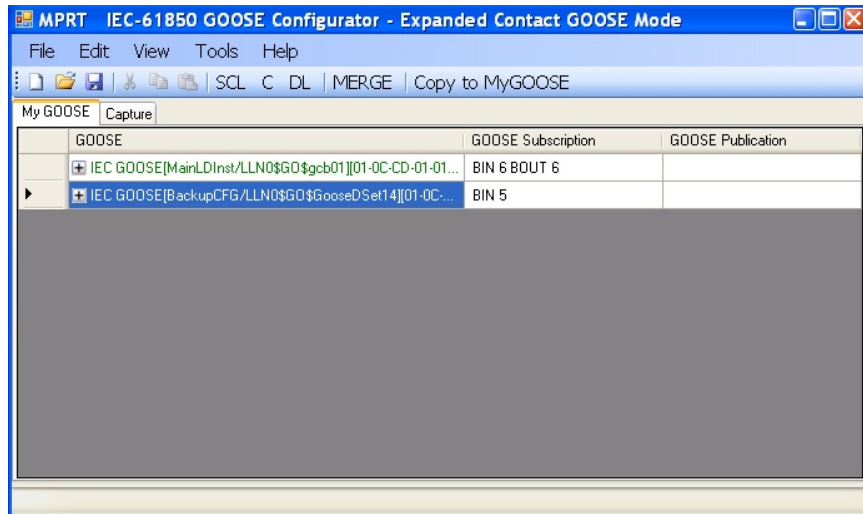 MPRT IEC-61850 GOOSE Configurator - Expanded Contact GOOSE Mode
File Edit View Tools Help
SCL C DL MERGE Copy to MyGOOSE
My GOOSE Capture
GOOSE GOOSE Subscription GOOSE Publication
IEC GOOSE[MainLDInst/LLN0$GO$gcb01][01-0C-CD-01-01... BIN 6 BOUT 6
IEC GOOSE[BackupCFG/LLN0$GO$GooseDSet14][01-0C-... BIN 5